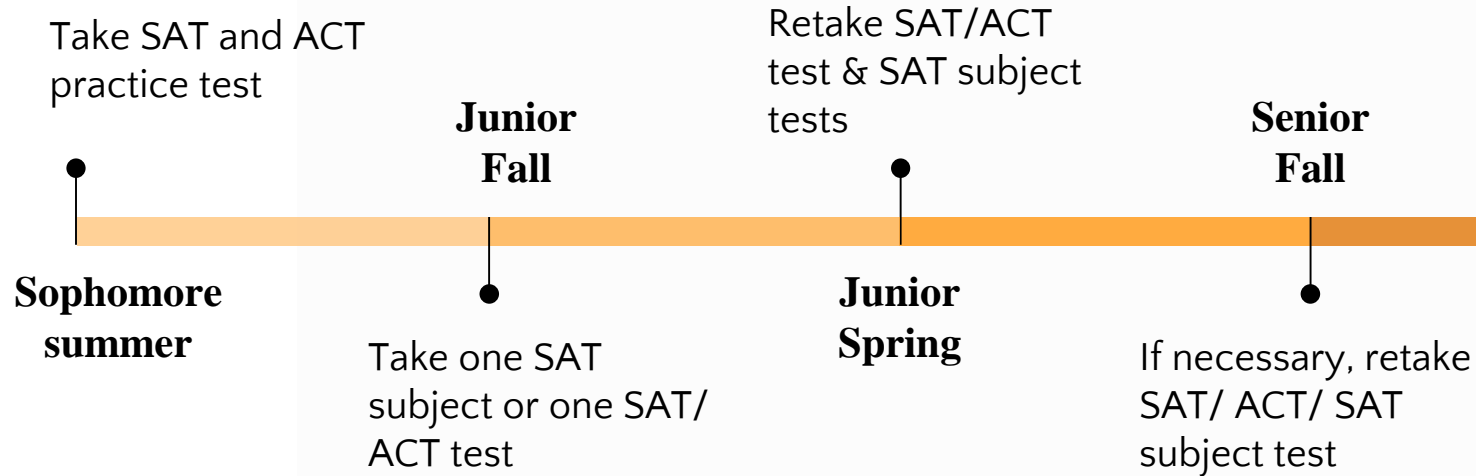 Take SAT and ACT
practice test
Sophomore
summer
Junior
Fall
Take one SAT
subject or one SAT/
ACT test
Retake SAT/ACT
test & SAT subject
tests
Junior
Spring
Senior
Fall
If necessary, retake
SAT/ ACT/ SAT
subject test